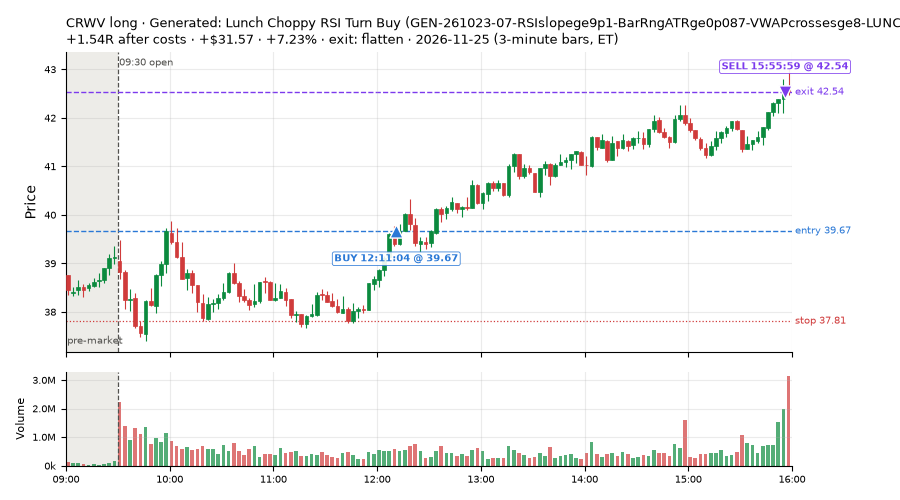 CRWV long · Generated: Lunch Choppy RSI Turn Buy (GEN-261023-07-RSIslopege9p1-BarRngATRge0p087-VWAPcrossesge8-LUNC
+1.54R after costs · +$31.57 · +7.23% · exit: flatten · 2026-11-25 (3-minute bars, ET)
09:30 open
SELL 15:55:59 @ 42.54
43
exit 42.54
42
41
Price
40
entry 39.67
BUY 12:11:04 @ 39.67
39
38
stop 37.81
pre-market
3.0M
2.0M
Volume
1.0M
0k
09:00
10:00
11:00
12:00
13:00
14:00
15:00
16:00